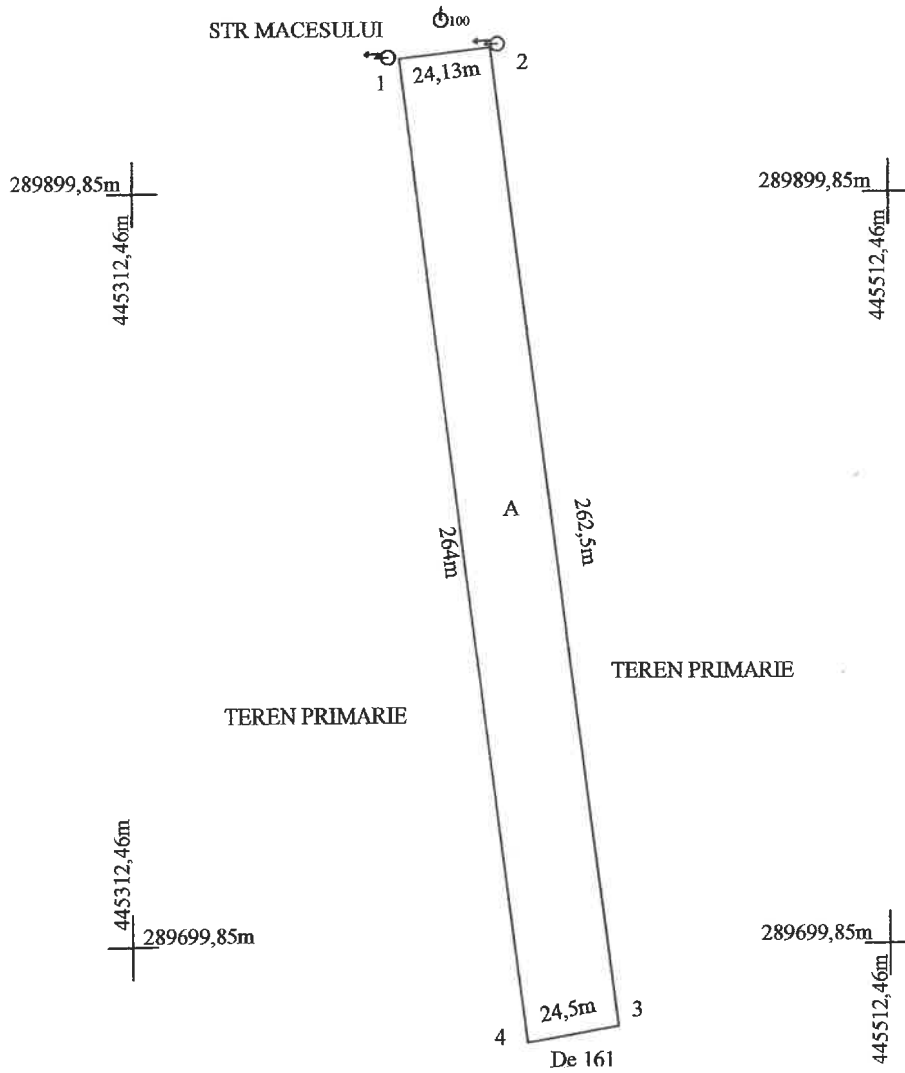 STR MACESULUI
100
1
24,13m
2
289899,85m
445312,46m
289899,85m
445512,46m
A
264m
262,5m
TEREN PRIMARIE
TEREN PRIMARIE
445312,46m
289699,85m
289699,85m
445512,46m
24,5m
3
4
De 161